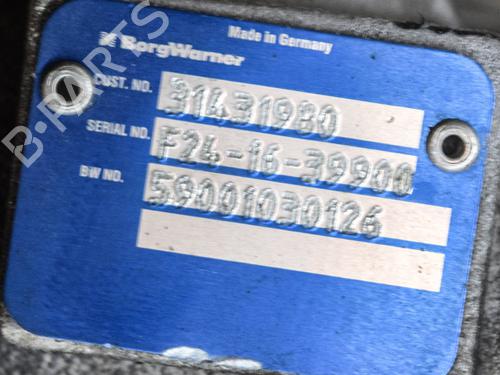 Made in Germany
BorgWarner
CUST. NO.
31431980
SERIAL NO.
F24-16-39900
BW NO.
59001030126
B-PARTS